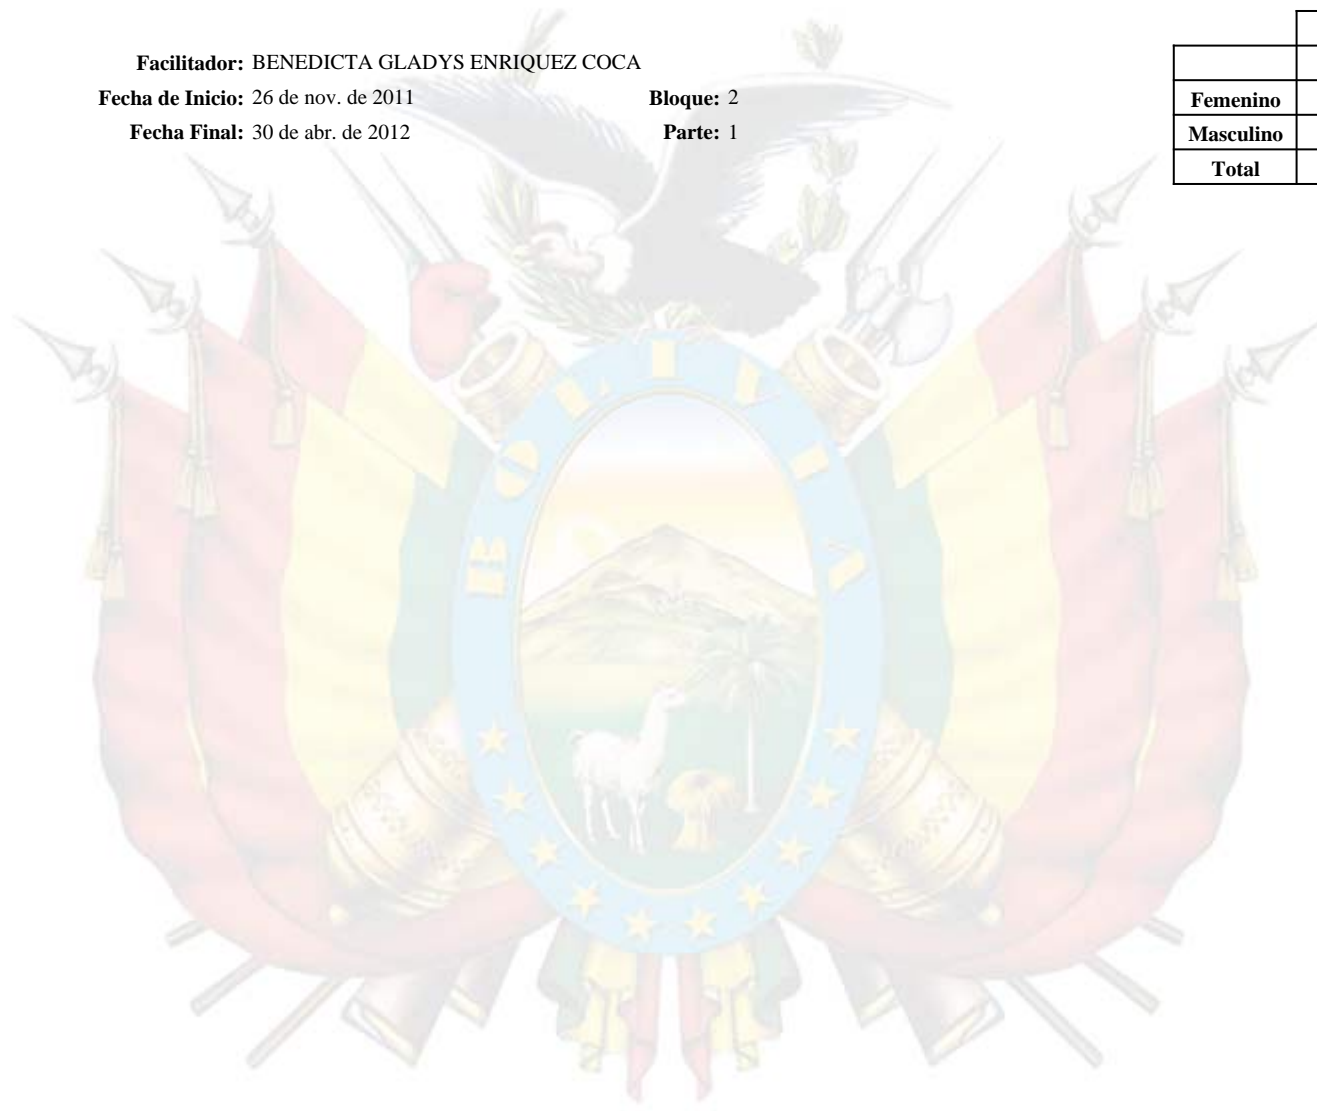 Facilitador: BENEDICTA GLADYS ENRIQUEZ COCA
Fecha de Inicio: 26 de nov. de 2011 Bloque: 2
Fecha Final: 30 de abr. de 2012 Parte: 1
Femenino
Masculino
Total
BOLIVIA